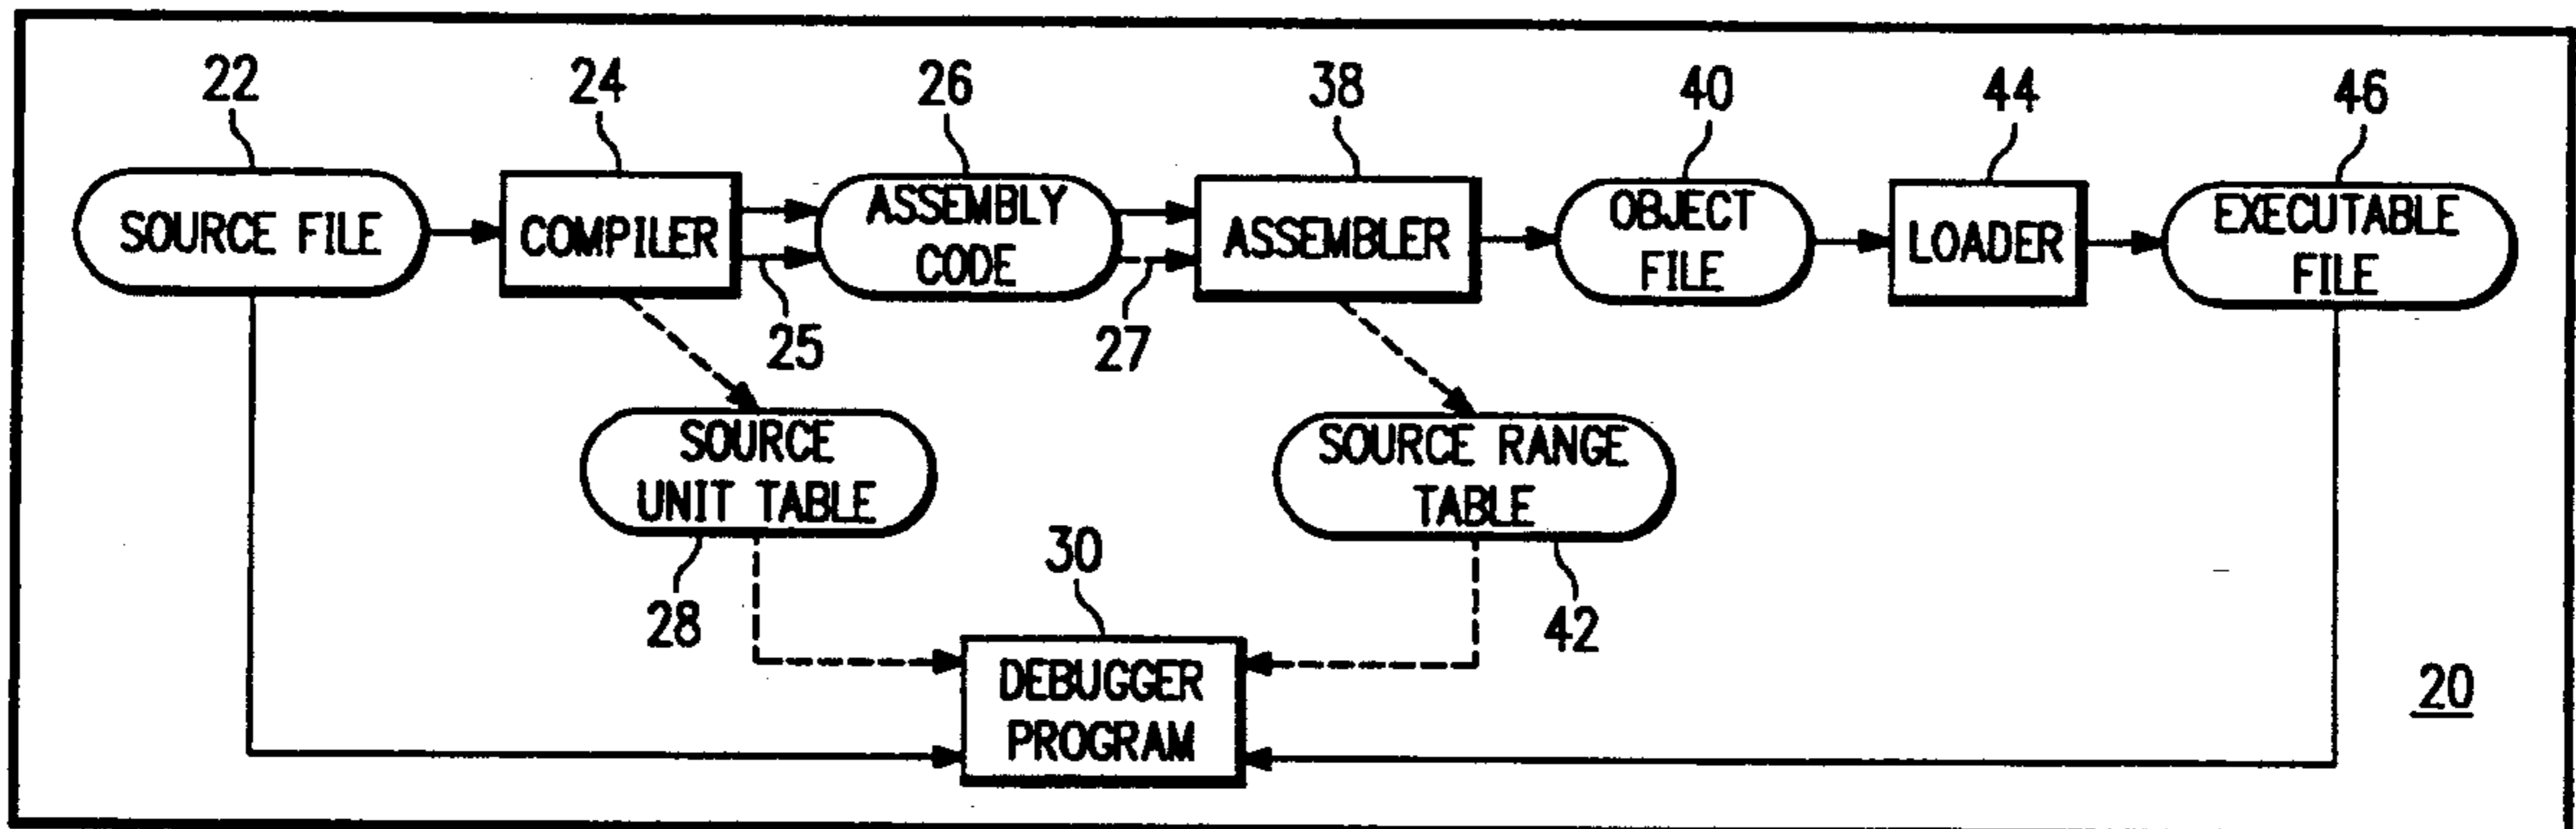 22
24
26
38
40
44
46
SOURCE FILE
COMPILER
ASSEMBLY
CODE
ASSEMBLER
OBJECT
FILE
LOADER
EXECUTABLE
FILE
25
27
SOURCE
UNIT TABLE
SOURCE RANGE
TABLE
28
30
42
DEBUGGER
PROGRAM
20